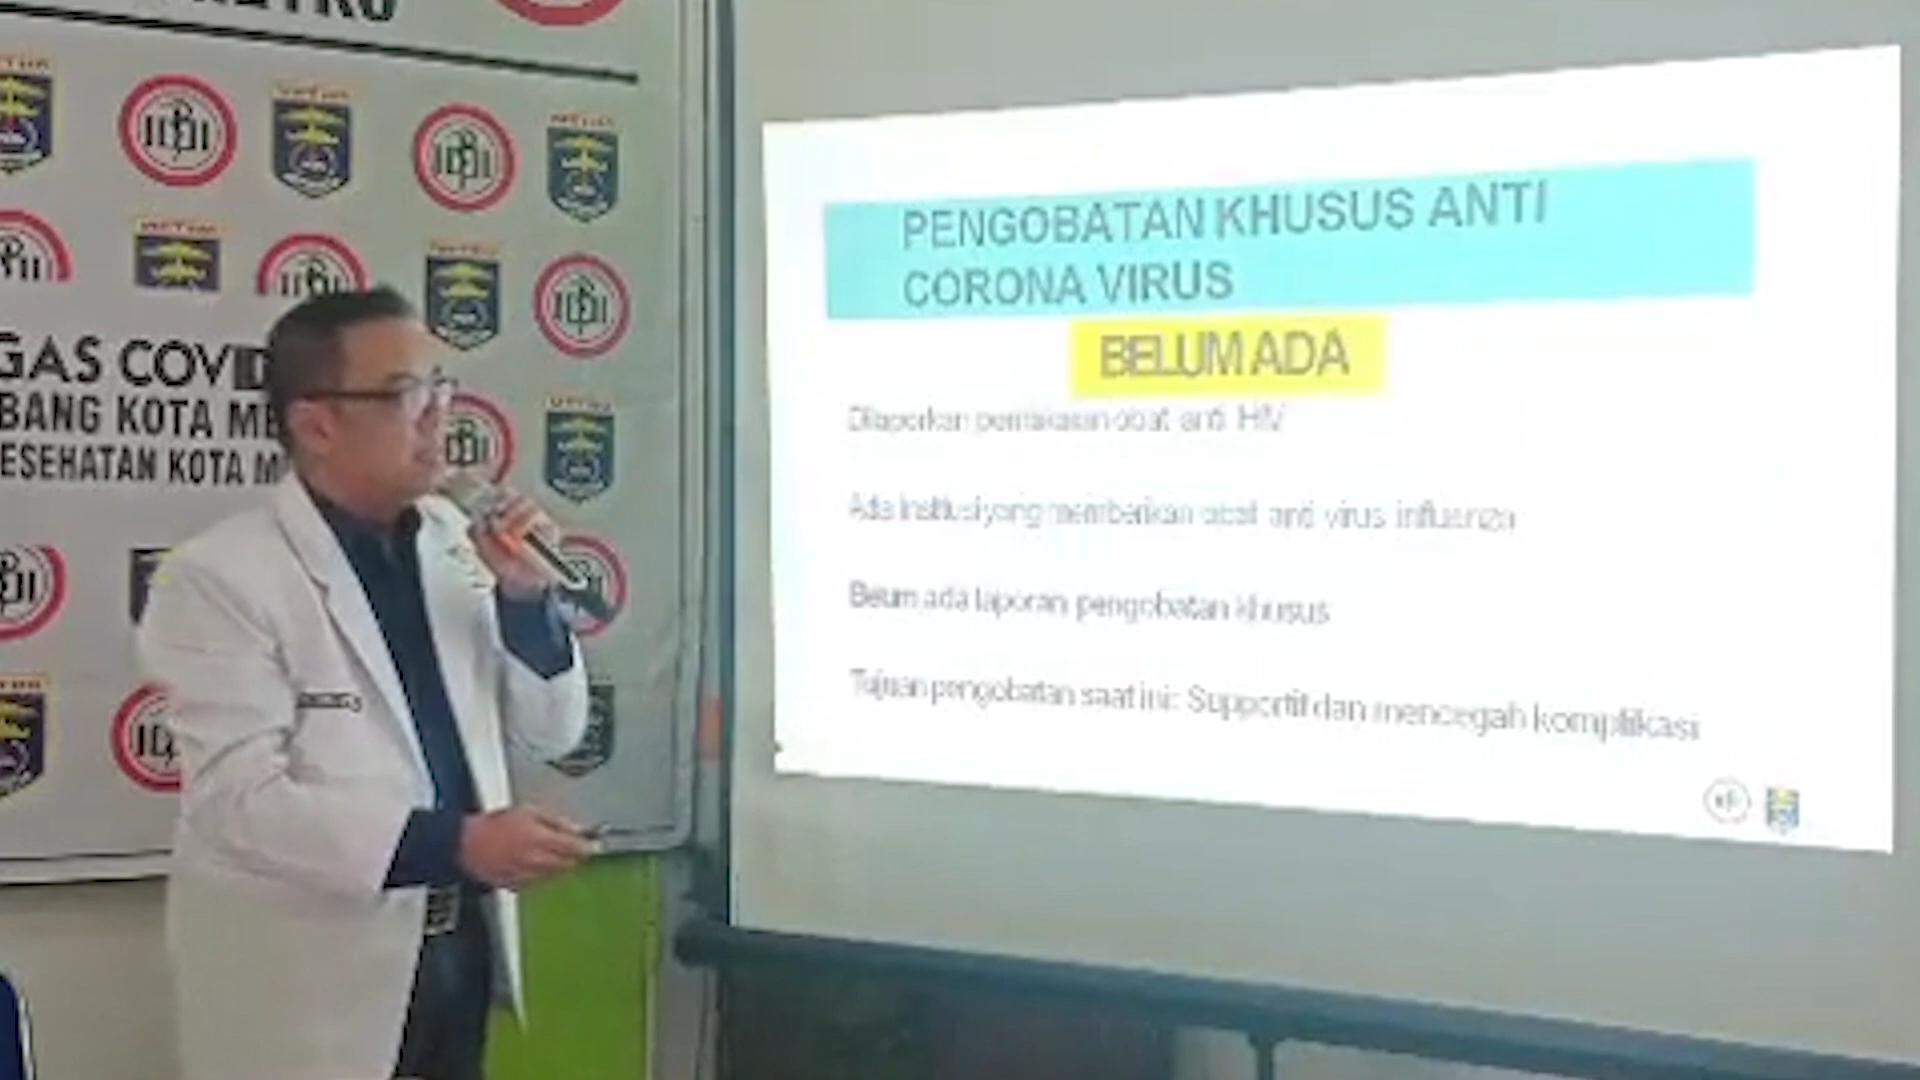 GAS COVID
BANG KOTA ME
ESEHATAN KOTA M
PENGOBATAN KHUSUS ANTI
CORONA VIRUS
BELUM ADA
Dilaporkan pemakaian obat anti HIV
Ada Institusi yang memberikan obat anti virus influenza
Belum ada laporan pengobatan khusus
Tujuan pengobatan saat ini: Supportif dan mencegah komplikasi